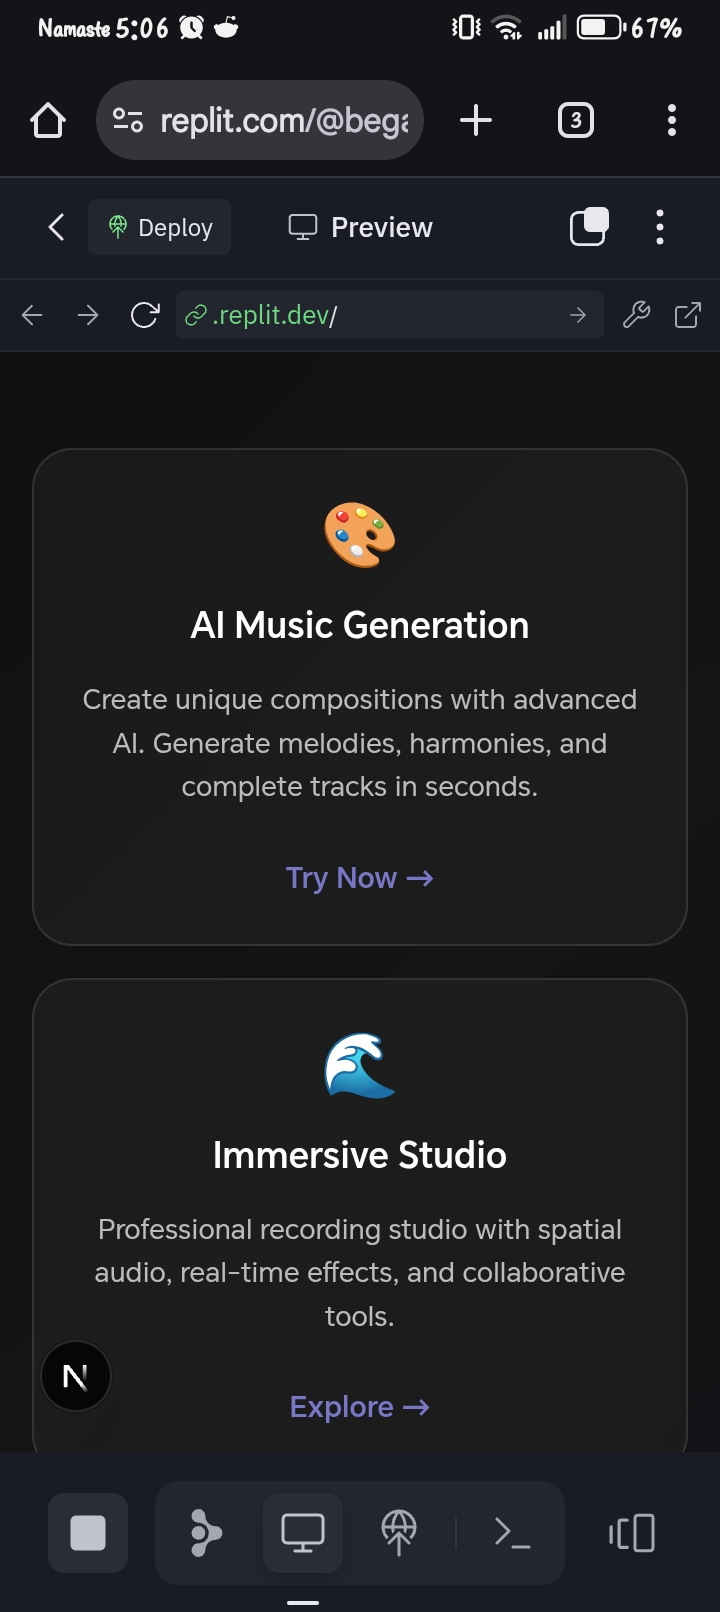 Namaste 5:06 67%
replit.com/@bega
3
Deploy Preview
.replit.dev/
AI Music Generation
Create unique compositions with advanced
AI. Generate melodies, harmonies, and
complete tracks in seconds.
Try Now →
Immersive Studio
Professional recording studio with spatial
audio, real-time effects, and collaborative
tools.
N
Explore →